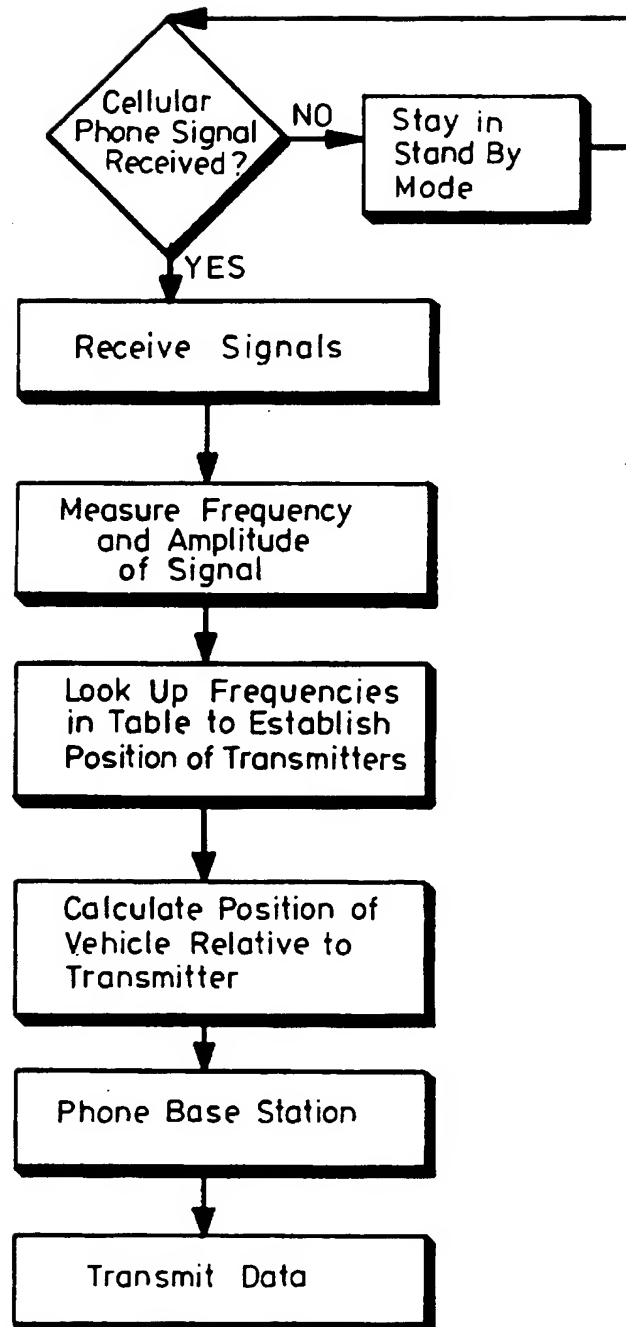 Cellular
Phone Signal
Received?
NO
Stay in
Stand By
Mode
YES
Receive Signals
Measure Frequency
and Amplitude
of Signal
Look Up Frequencies
in Table to Establish
Position of Transmitters
Calculate Position of
Vehicle Relative to
Transmitter
Phone Base Station
Transmit Data